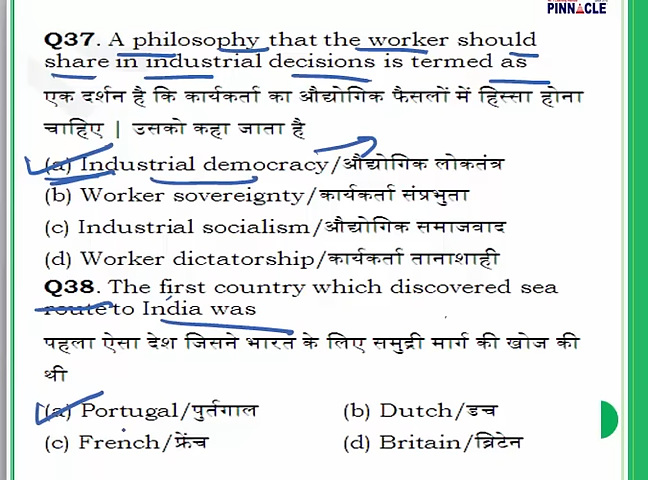 PINNACLE
Q37. A philosophy that the worker should
share in industrial decisions is termed as
एक दर्शन है कि कार्यकर्ता का औद्योगिक फैसलों में हिस्सा होना
चाहिए | उसको कहा जाता है
(a) Industrial democracy/औद्योगिक लोकतंत्र
(b) Worker sovereignty/कार्यकर्ता संप्रभुता
(c) Industrial socialism/औद्योगिक समाजवाद
(d) Worker dictatorship/कार्यकर्ता तानाशाही
Q38. The first country which discovered sea
route to India was
पहला ऐसा देश जिसने भारत के लिए समुद्री मार्ग की खोज की
थी
(a) Portugal/पुर्तगाल (b) Dutch/डच
(c) French/फ्रेंच (d) Britain/ब्रिटेन